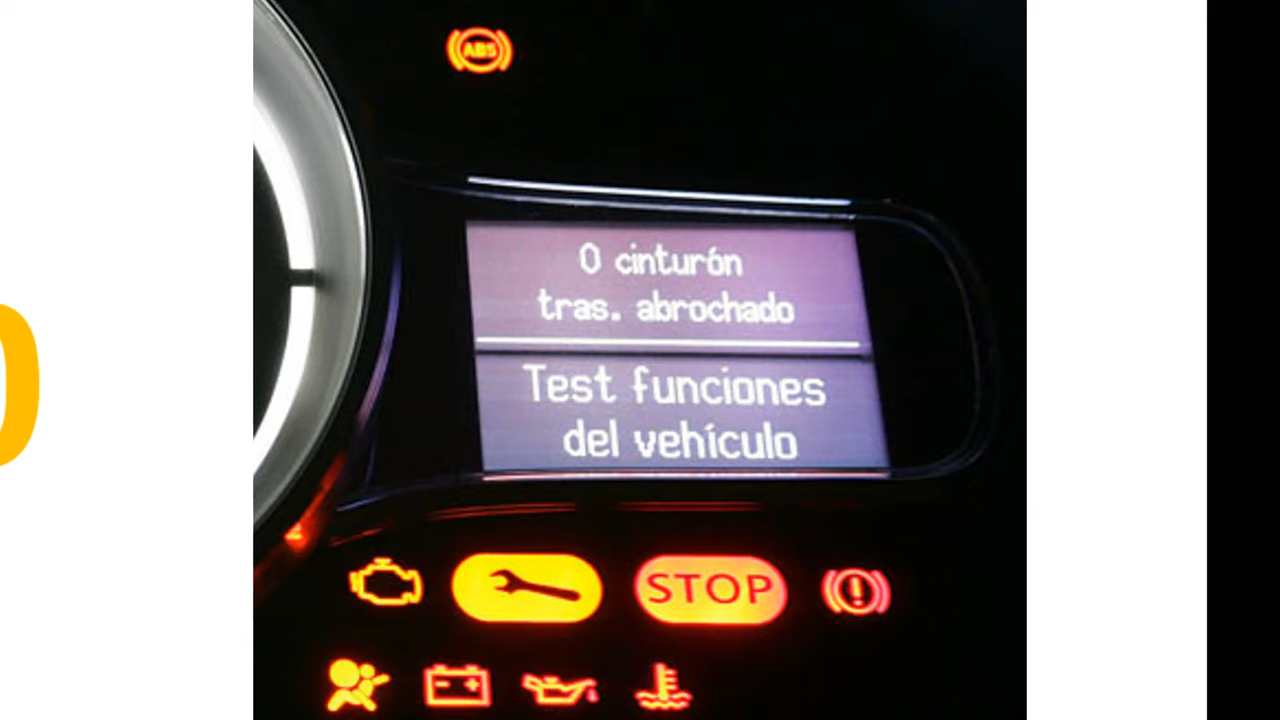 ABS
0 cinturón
tras. abrochado
Test funciones
del vehículo
STOP